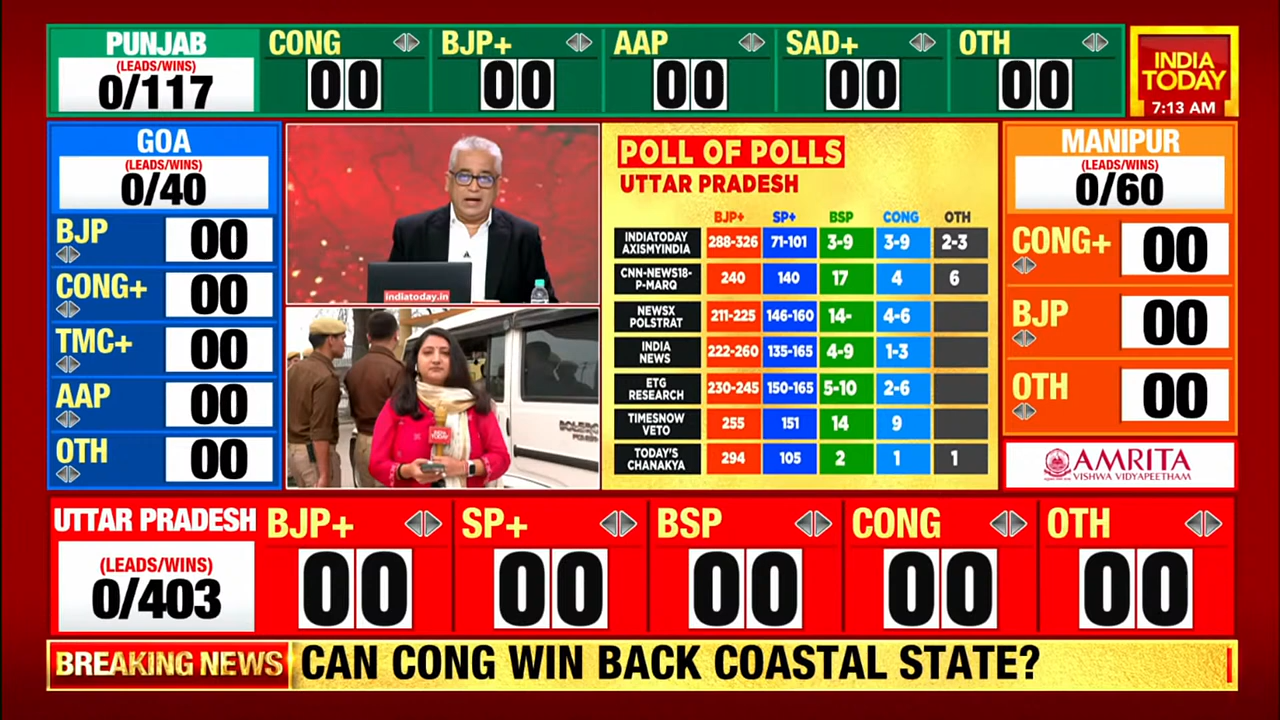 PUNJAB
(LEADS/WINS)
0/117
CONG
00
BJP+
00
AAP
00
SAD+
00
OTH
00
INDIA
TODAY
7:13 AM
GOA
(LEADS/WINS)
0/40
BJP 00
CONG+ 00
TMC+ 00
AAP 00
OTH 00
indiatoday.in
INDIA
TODAY
BOLERO
POLL OF POLLS
UTTAR PRADESH
BJP+ SP+ BSP CONG OTH
INDIATODAY
AXISMYINDIA 288-326 71-101 3-9 3-9 2-3
CNN-NEWS18-
P-MARQ 240 140 17 4 6
NEWSX
POLSTRAT 211-225 146-160 14- 4-6
INDIA
NEWS 222-260 135-165 4-9 1-3
ETG
RESEARCH 230-245 150-165 5-10 2-6
TIMESNOW
VETO 255 151 14 9
TODAY'S
CHANAKYA 294 105 2 1 1
MANIPUR
(LEADS/WINS)
0/60
CONG+ 00
BJP 00
OTH 00
AMRITA
VISHWA VIDYAPEETHAM
UTTAR PRADESH
(LEADS/WINS)
0/403
BJP+
00
SP+
00
BSP
00
CONG
00
OTH
00
BREAKING NEWS CAN CONG WIN BACK COASTAL STATE?